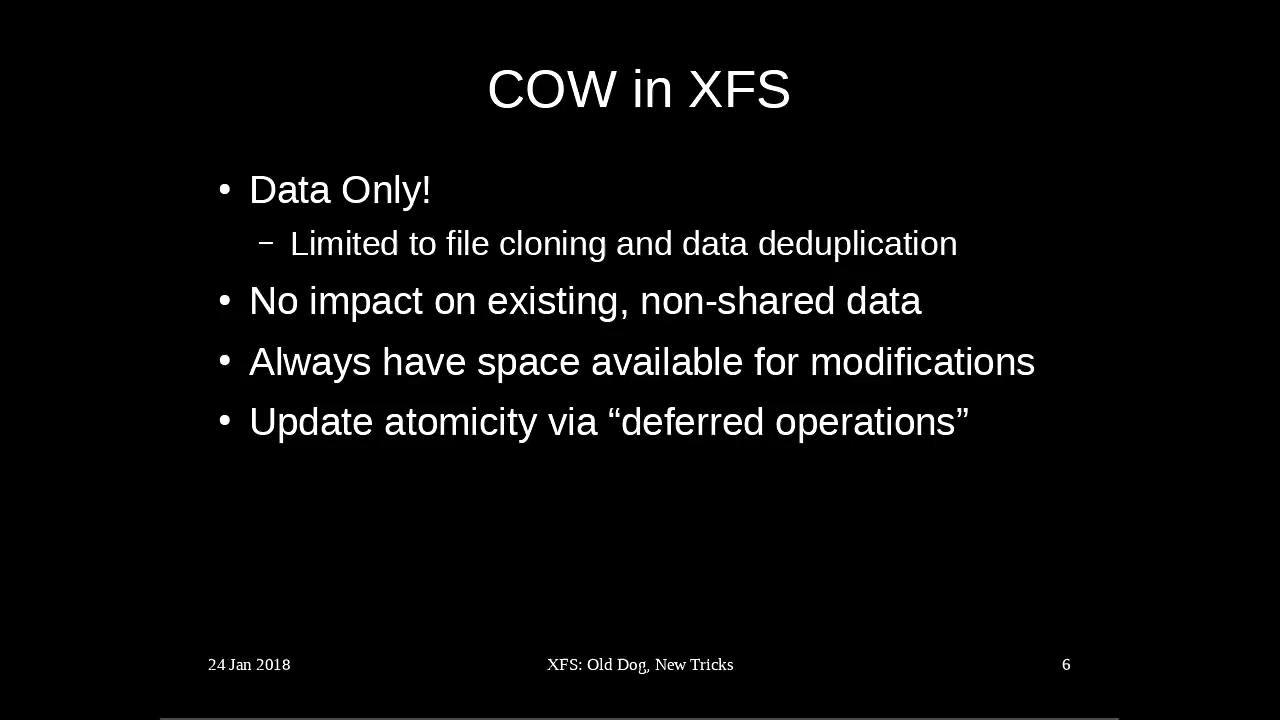 COW in XFS
• Data Only!
– Limited to file cloning and data deduplication
• No impact on existing, non-shared data
• Always have space available for modifications
• Update atomicity via “deferred operations”
24 Jan 2018
XFS: Old Dog, New Tricks
6